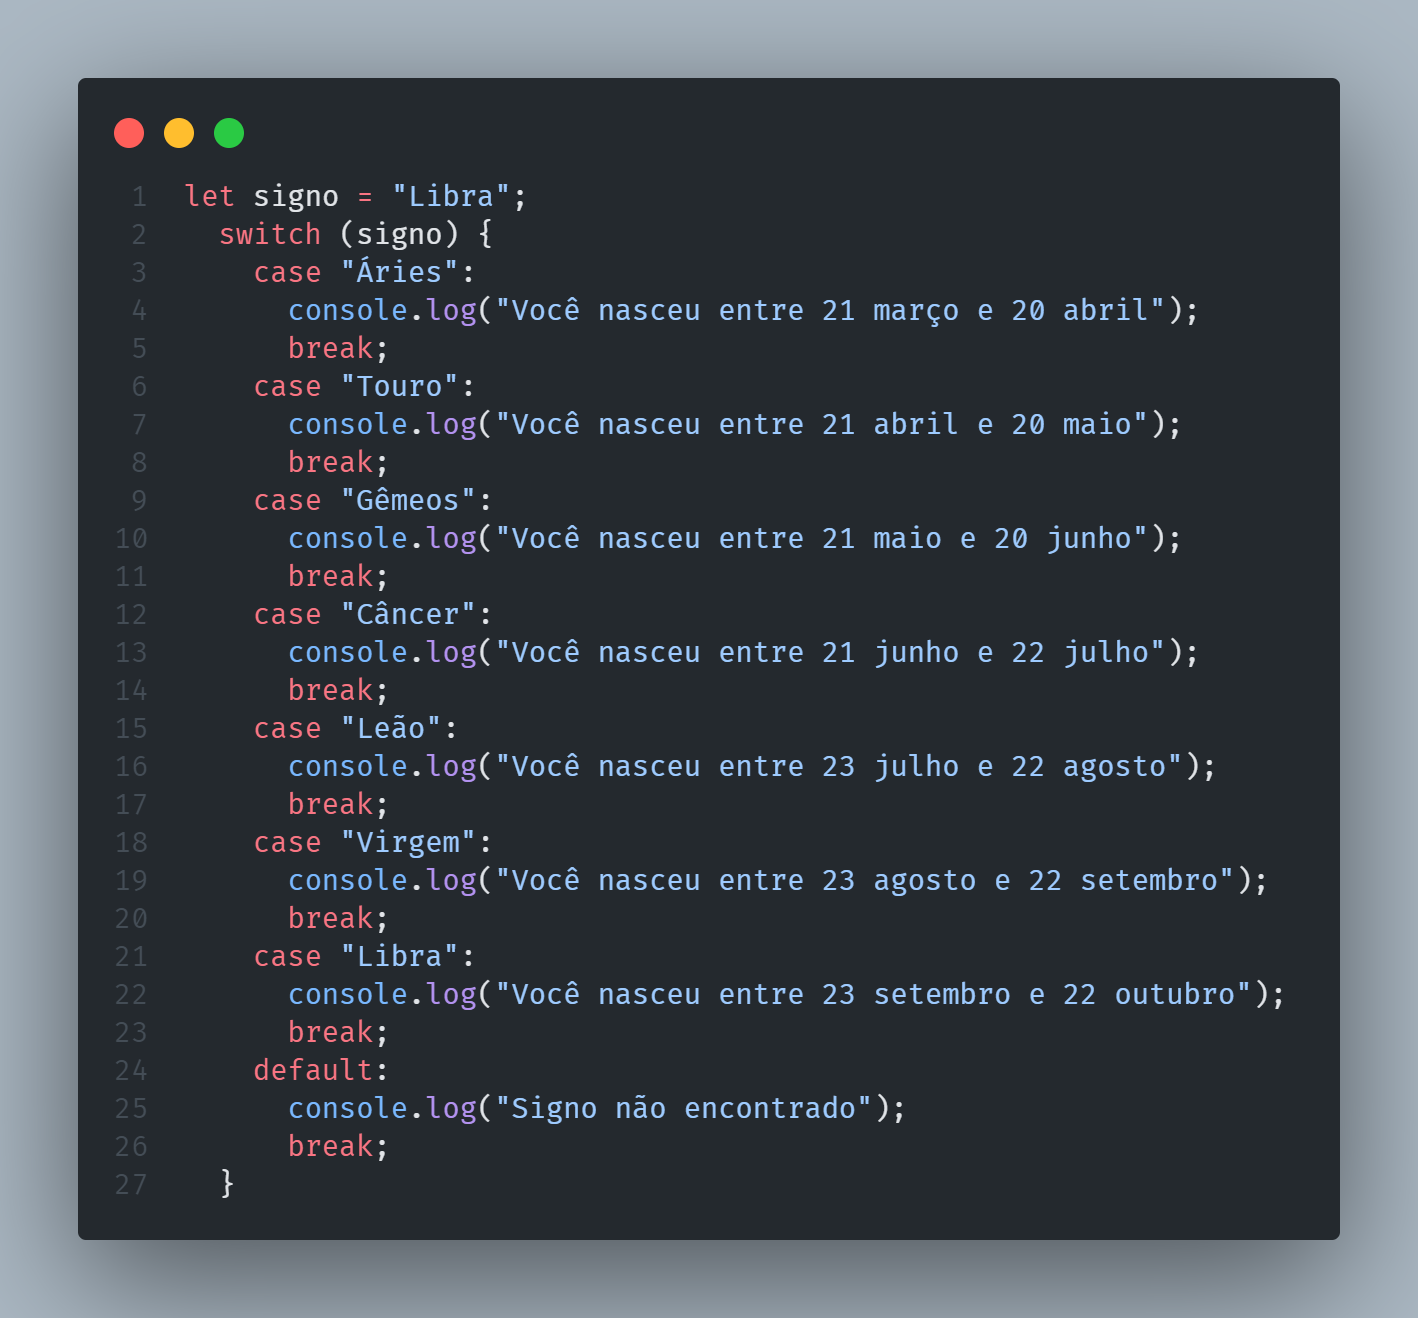 1 let signo = "Libra";
2 switch (signo) {
3 case "Áries":
4 console.log("Você nasceu entre 21 março e 20 abril");
5 break;
6 case "Touro":
7 console.log("Você nasceu entre 21 abril e 20 maio");
8 break;
9 case "Gêmeos":
10 console.log("Você nasceu entre 21 maio e 20 junho");
11 break;
12 case "Câncer":
13 console.log("Você nasceu entre 21 junho e 22 julho");
14 break;
15 case "Leão":
16 console.log("Você nasceu entre 23 julho e 22 agosto");
17 break;
18 case "Virgem":
19 console.log("Você nasceu entre 23 agosto e 22 setembro");
20 break;
21 case "Libra":
22 console.log("Você nasceu entre 23 setembro e 22 outubro");
23 break;
24 default:
25 console.log("Signo não encontrado");
26 break;
27 }